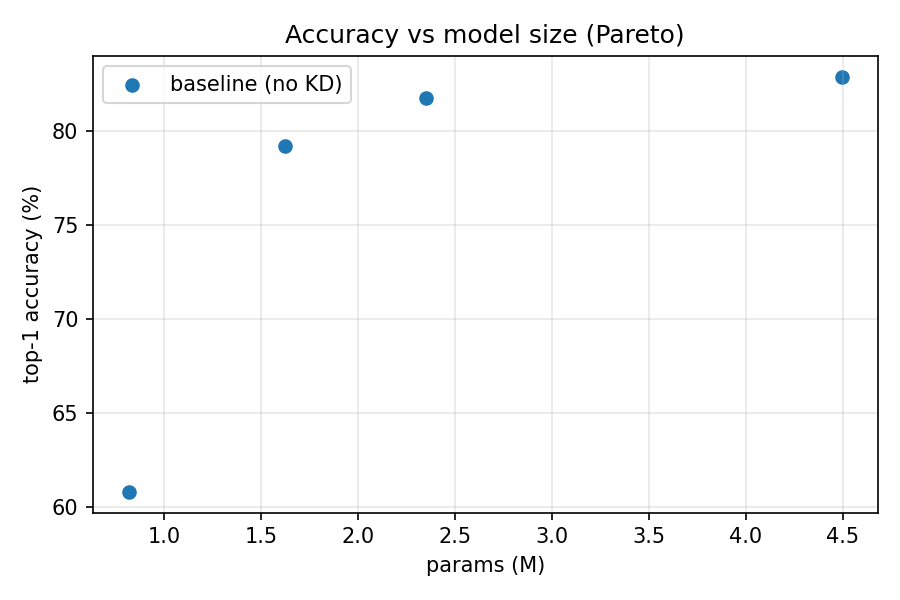 Accuracy vs model size (Pareto)
baseline (no KD)
top-1 accuracy (%)
80
75
70
65
60
1.0 1.5 2.0 2.5 3.0 3.5 4.0 4.5
params (M)